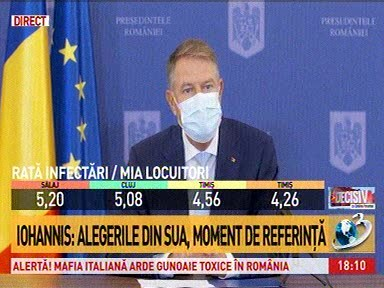 DIRECT
PREȘEDINTELE
ROMÂNIEI
PREȘEDINTELE
ROMÂNIEI
RATĂ INFECTĂRI / MIA LOCUITORI
SĂLAJ CLUJ TIMIȘ TIMIȘ
5,20 5,08 4,56 4,26
DECISIV
IOHANNIS: ALEGERILE DIN SUA, MOMENT DE REFERINȚĂ
3
ALERTĂ! MAFIA ITALIANĂ ARDE GUNOAIE TOXICE ÎN ROMÂNIA
18:10